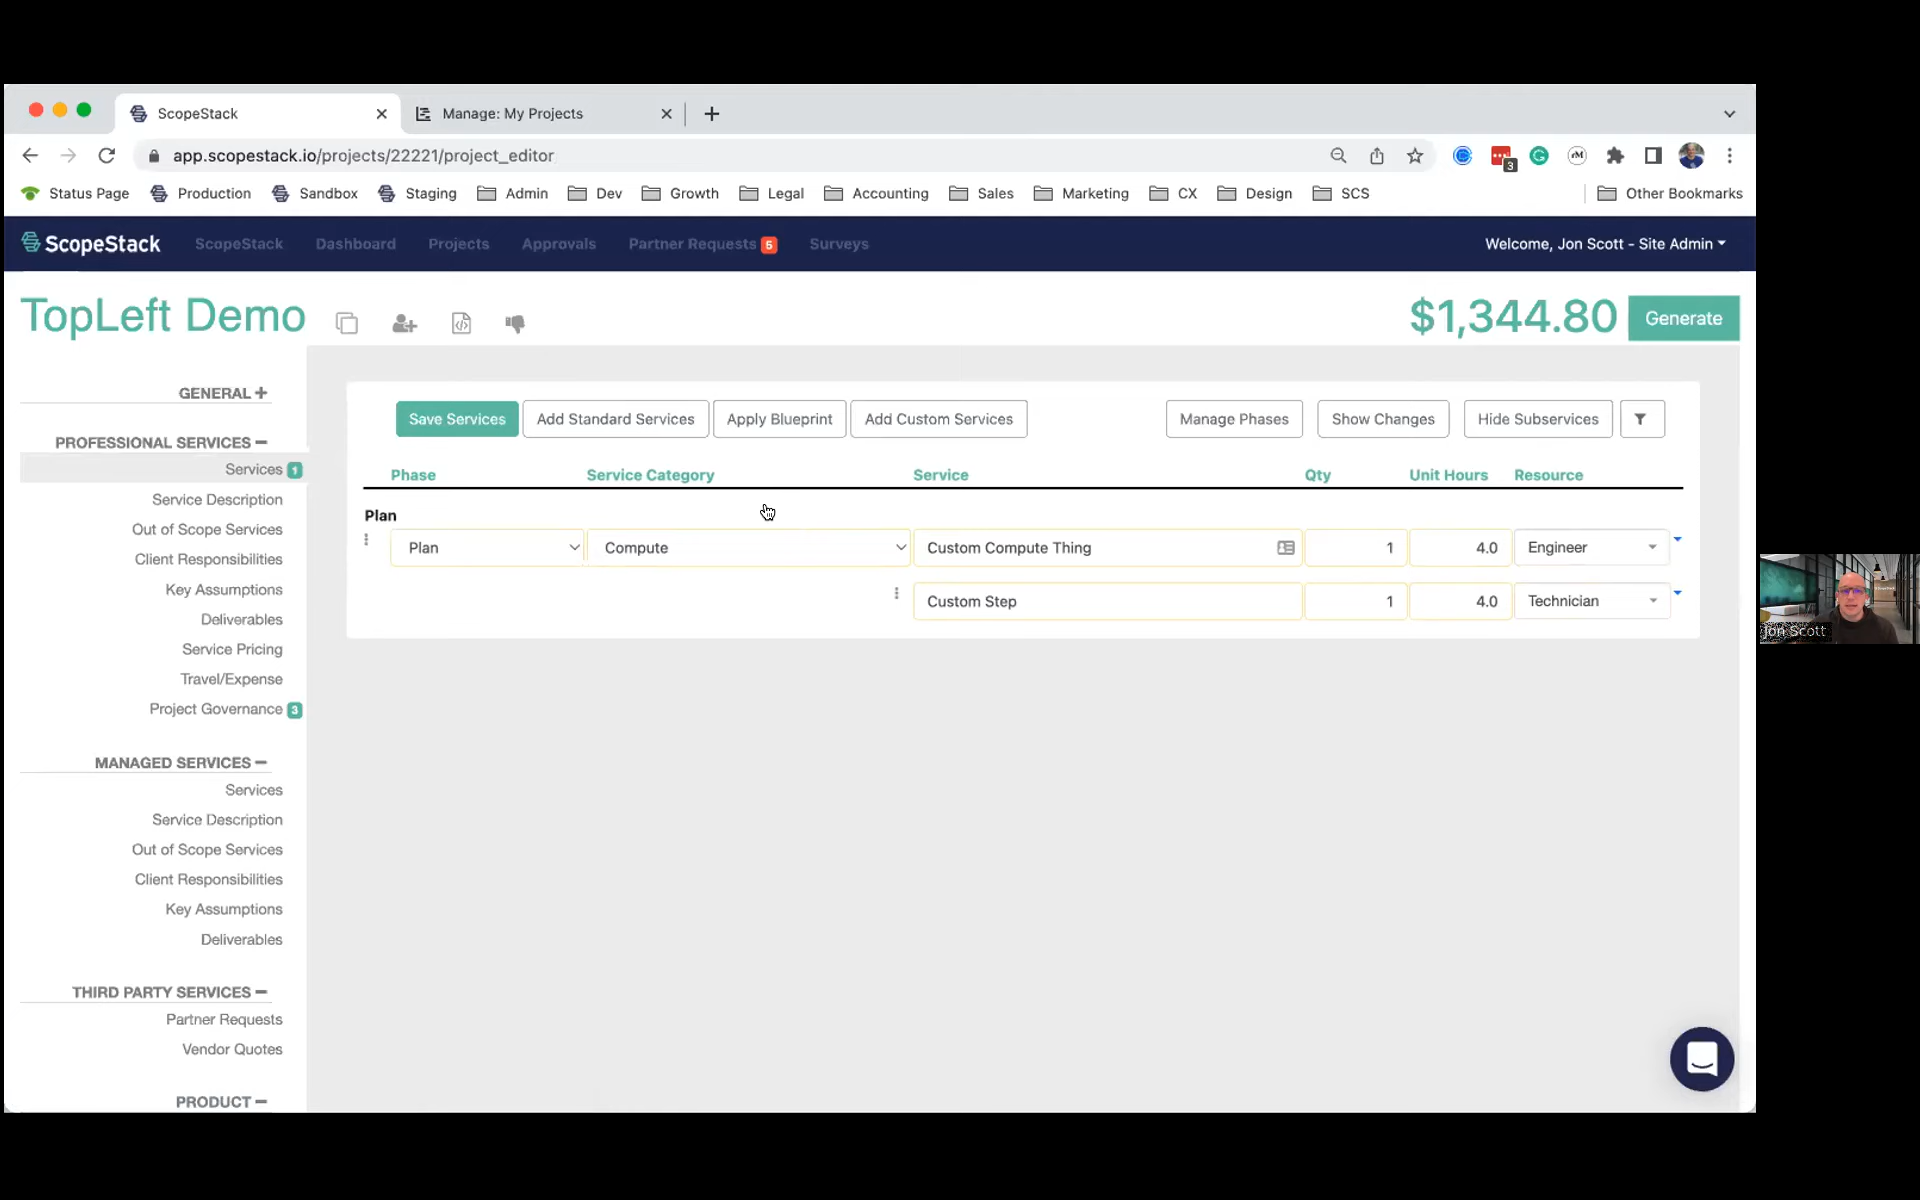 ScopeStack
Manage: My Projects
app.scopestack.io/projects/22221/project_editor
3
Status Page Production Sandbox Staging Admin Dev Growth Legal Accounting Sales Marketing CX Design SCS Other Bookmarks
ScopeStack ScopeStack Dashboard Projects Approvals Partner Requests 5 Surveys Welcome, Jon Scott - Site Admin
TopLeft Demo $1,344.80 Generate
GENERAL
PROFESSIONAL SERVICES
Services 1
Service Description
Out of Scope Services
Client Responsibilities
Key Assumptions
Deliverables
Service Pricing
Travel/Expense
Project Governance 3
MANAGED SERVICES
Services
Service Description
Out of Scope Services
Client Responsibilities
Key Assumptions
Deliverables
THIRD PARTY SERVICES
Partner Requests
Vendor Quotes
PRODUCT
Save Services Add Standard Services Apply Blueprint Add Custom Services Manage Phases Show Changes Hide Subservices
Phase Service Category Service Qty Unit Hours Resource
Plan
Plan Compute Custom Compute Thing 1 4.0 Engineer
Custom Step 1 4.0 Technician
Jon Scott